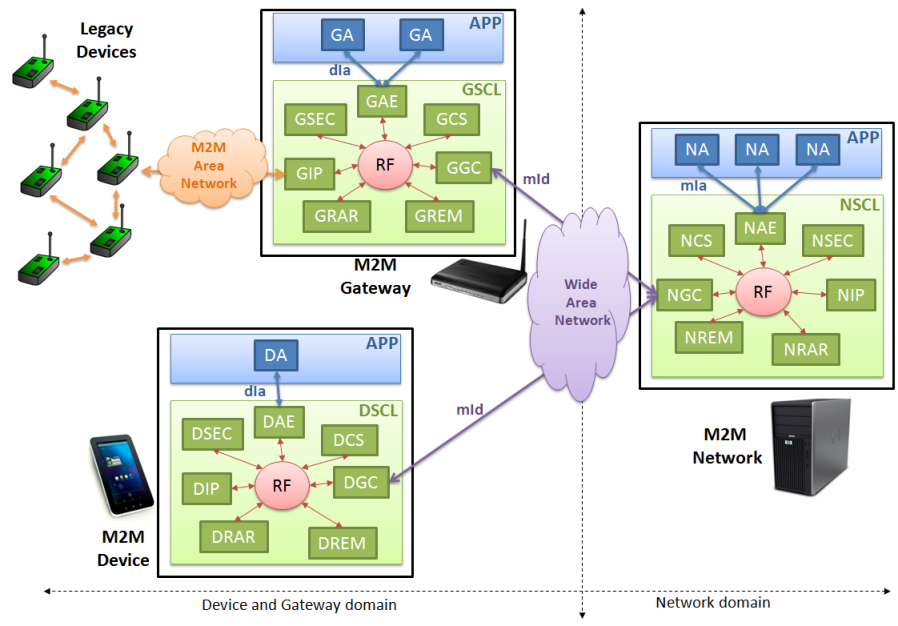 Legacy
Devices
M2M
Area
Network
APP
GA GA
dIa
GSCL
GAE
GSEC GCS
GIP RF GGC
GRAR GREM
M2M
Gateway
mId
Wide
Area
Network
APP
NA NA NA
mIa
NSCL
NAE
NCS NSEC
NGC RF NIP
NREM NRAR
M2M
Network
APP
DA
dIa
DSCL
DAE
DSEC DCS
DIP RF DGC
DRAR DREM
M2M
Device
mId
Device and Gateway domain
Network domain